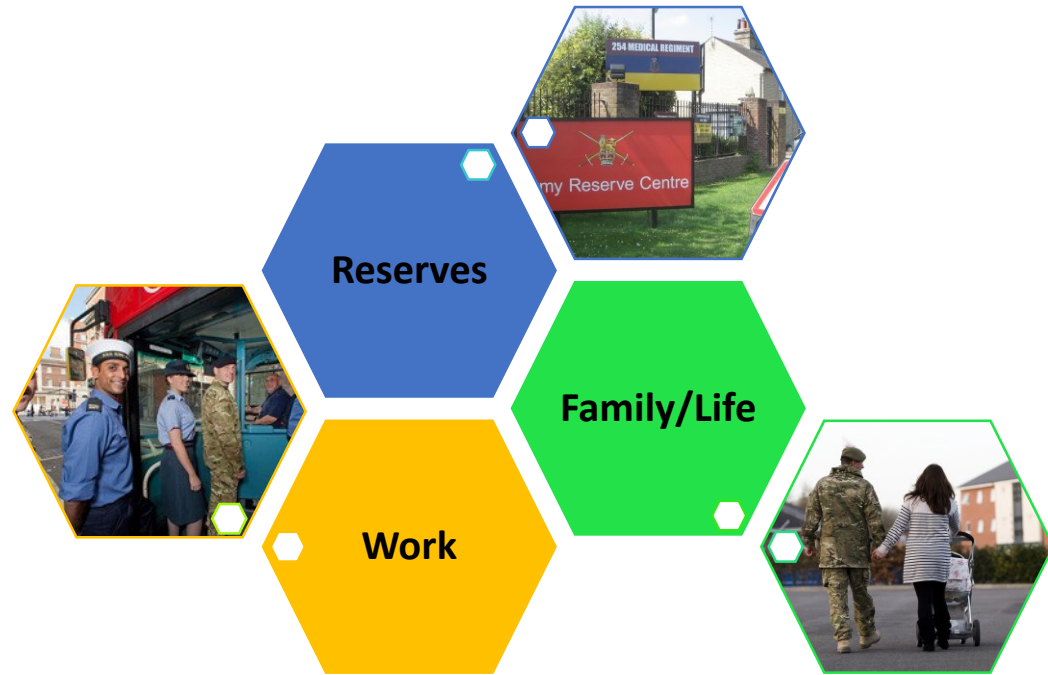 254 MEDICAL REGIMENT
my Reserve Centre
Reserves
Family/Life
Work